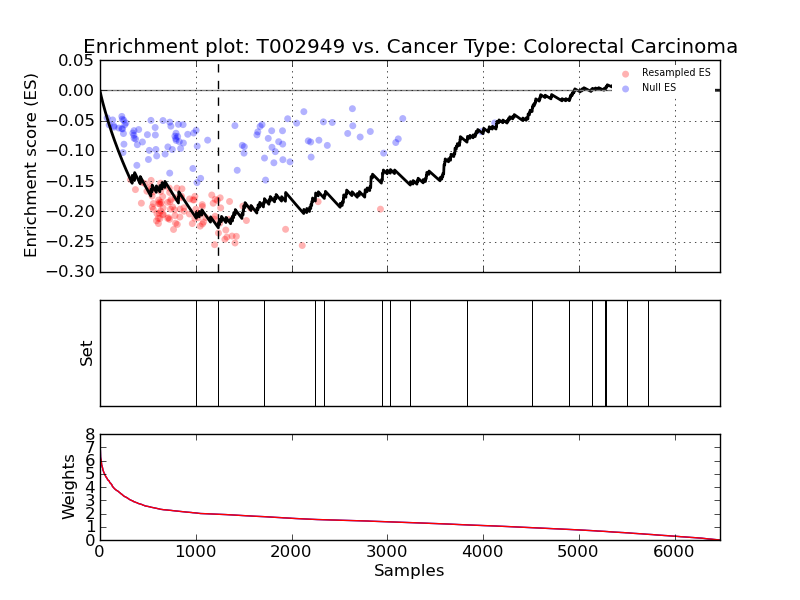 Enrichment plot: T002949 vs. Cancer Type: Colorectal Carcinoma
Enrichment score (ES)
0.05
0.00
−0.05
−0.10
−0.15
−0.20
−0.25
−0.30
Resampled ES
Null ES
Set
Weights
8
7
6
5
4
3
2
1
0
0 1000 2000 3000 4000 5000 6000
Samples